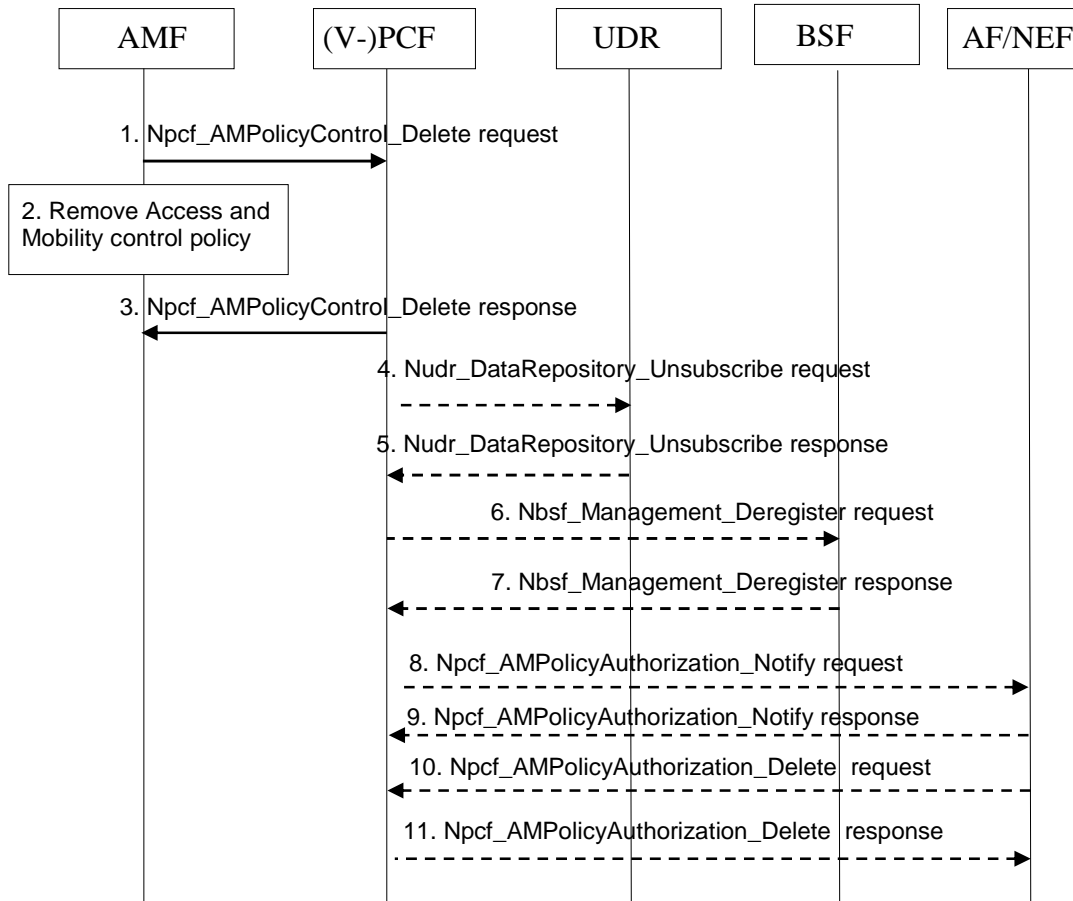 AMF
(V-)PCF
UDR
BSF
AF/NEF
1. Npcf_AMPolicyControl_Delete request
2. Remove Access and
Mobility control policy
3. Npcf_AMPolicyControl_Delete response
4. Nudr_DataRepository_Unsubscribe request
5. Nudr_DataRepository_Unsubscribe response
6. Nbsf_Management_Deregister request
7. Nbsf_Management_Deregister response
8. Npcf_AMPolicyAuthorization_Notify request
9. Npcf_AMPolicyAuthorization_Notify response
10. Npcf_AMPolicyAuthorization_Delete request
11. Npcf_AMPolicyAuthorization_Delete response